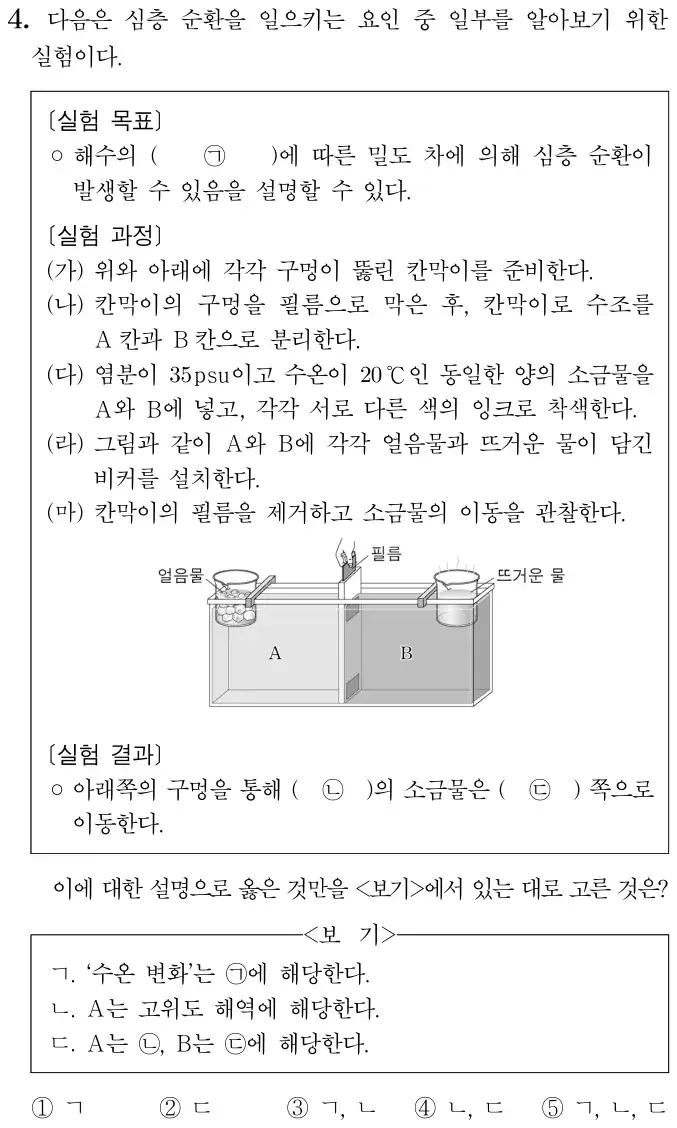 4. 다음은 심층 순환을 일으키는 요인 중 일부를 알아보기 위한
실험이다.
[실험 목표]
○ 해수의 ( ㉠ )에 따른 밀도 차에 의해 심층 순환이
발생할 수 있음을 설명할 수 있다.
[실험 과정]
(가) 위와 아래에 각각 구멍이 뚫린 칸막이를 준비한다.
(나) 칸막이의 구멍을 필름으로 막은 후, 칸막이로 수조를
A 칸과 B 칸으로 분리한다.
(다) 염분이 35psu이고 수온이 20℃인 동일한 양의 소금물을
A와 B에 넣고, 각각 서로 다른 색의 잉크로 착색한다.
(라) 그림과 같이 A와 B에 각각 얼음물과 뜨거운 물이 담긴
비커를 설치한다.
(마) 칸막이의 필름을 제거하고 소금물의 이동을 관찰한다.
필름
얼음물
뜨거운 물
A
B
[실험 결과]
○ 아래쪽의 구멍을 통해 ( ㉡ )의 소금물은 ( ㉢ ) 쪽으로
이동한다.
이에 대한 설명으로 옳은 것만을 <보기>에서 있는 대로 고른 것은?
<보 기>
ㄱ. ‘수온 변화’는 ㉠에 해당한다.
ㄴ. A는 고위도 해역에 해당한다.
ㄷ. A는 ㉡, B는 ㉢에 해당한다.
① ㄱ ② ㄷ ③ ㄱ, ㄴ ④ ㄴ, ㄷ ⑤ ㄱ, ㄴ, ㄷ